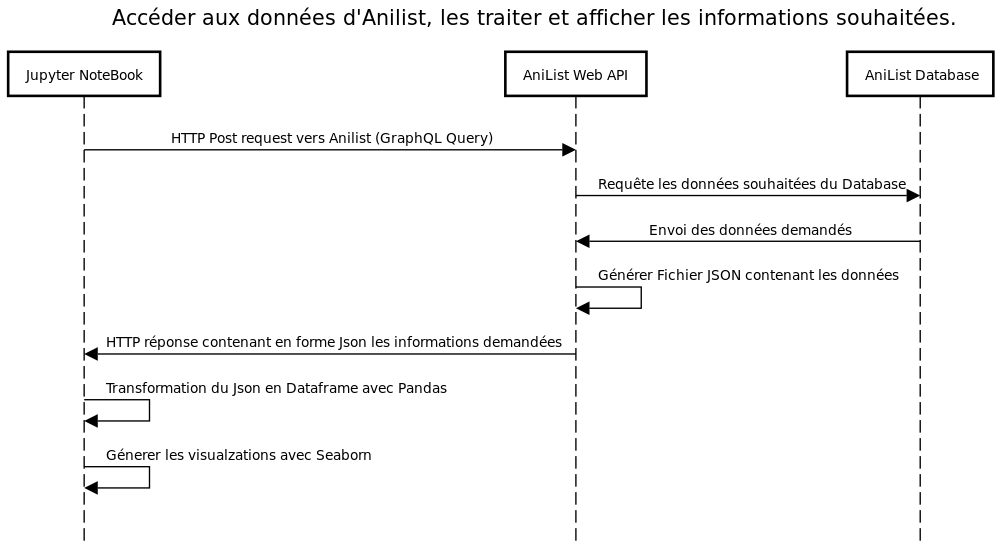 Accéder aux données d'Anilist, les traiter et afficher les informations souhaitées.
Jupyter NoteBook
AniList Web API
AniList Database
HTTP Post request vers Anilist (GraphQL Query)
Requête les données souhaitées du Database
Envoi des données demandés
Générer Fichier JSON contenant les données
HTTP réponse contenant en forme Json les informations demandées
Transformation du Json en Dataframe avec Pandas
Génerer les visualzations avec Seaborn